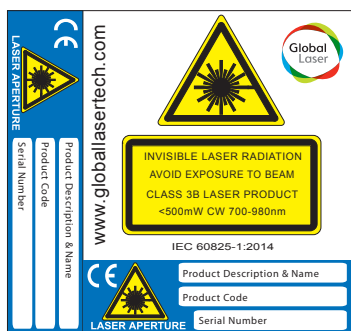 CE
LASER APERTURE
Product Description & Name
Product Code
Serial Number
www.globallasertech.com
Global
Laser
INVISIBLE LASER RADIATION
AVOID EXPOSURE TO BEAM
CLASS 3B LASER PRODUCT
<500mW CW 700-980nm
IEC 60825-1:2014
CE
LASER APERTURE
Product Description & Name
Product Code
Serial Number